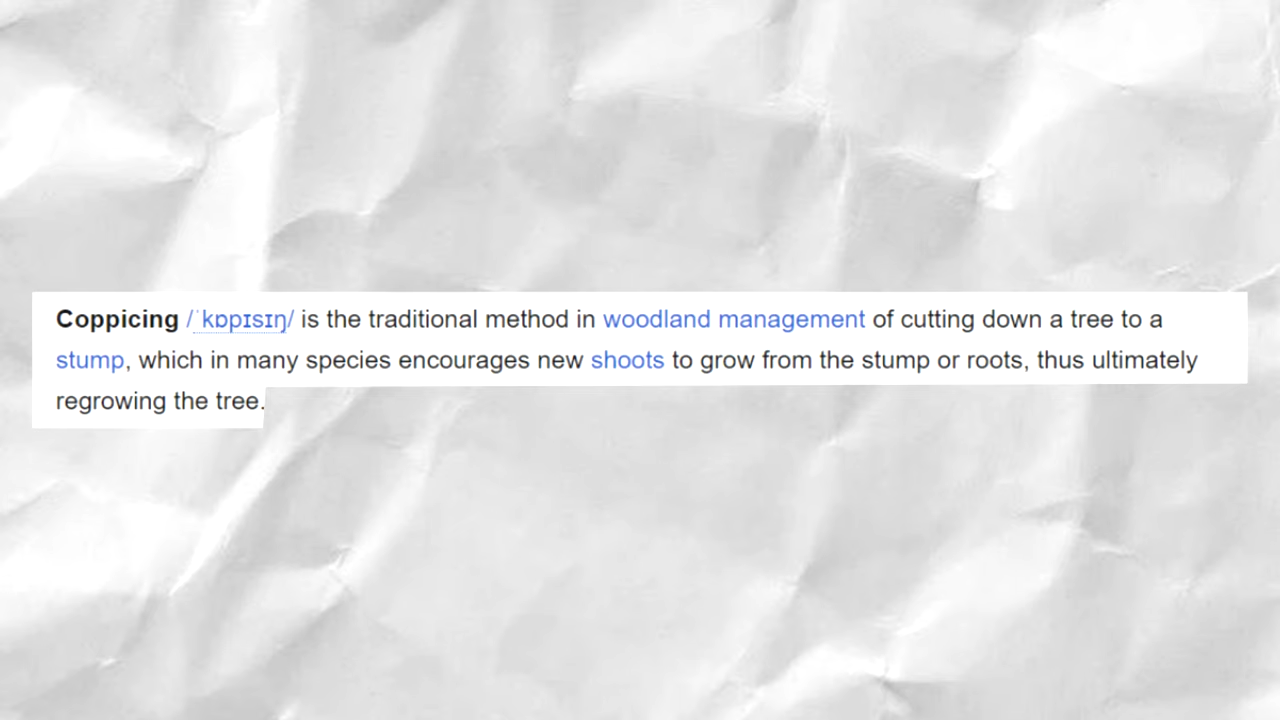 Coppicing /ˈkɒpɪsɪŋ/ is the traditional method in woodland management of cutting down a tree to a
stump, which in many species encourages new shoots to grow from the stump or roots, thus ultimately
regrowing the tree.